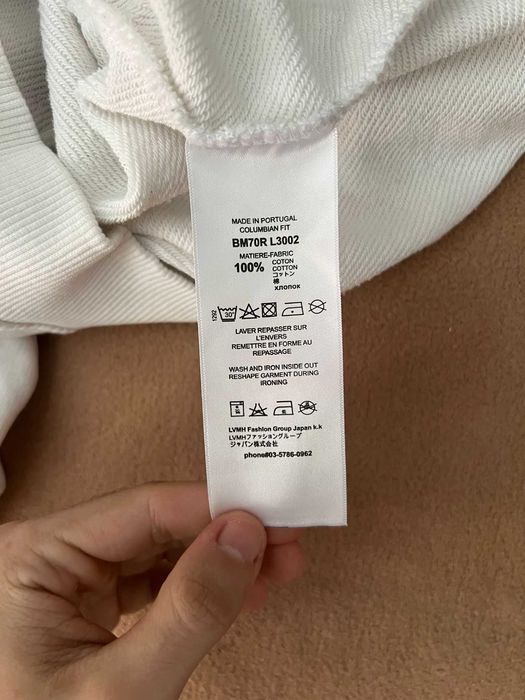 MADE IN PORTUGAL
COLUMBIAN FIT
BM70R L3002
MATIERE-FABRIC
100% COTON
COTTON
コットン
棉
хлопок
1292
30°
LAVER REPASSER SUR
L'ENVERS
REMETTRE EN FORME AU
REPASSAGE
WASH AND IRON INSIDE OUT
RESHAPE GARMENT DURING
IRONING
LVMH Fashion Group Japan k.k
LVMHファッショングループ
ジャパン株式会社
phone#03-5786-0962